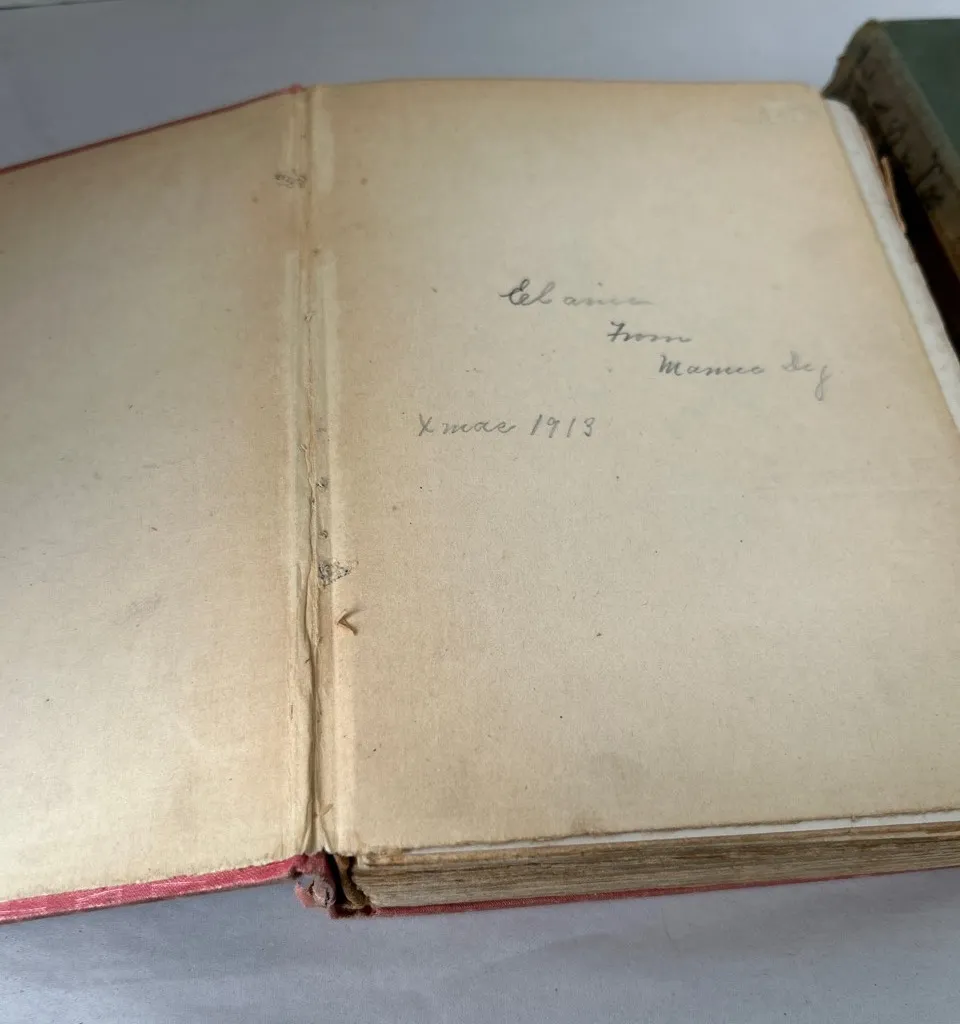 Elaine
From
Mamie
Xmas 1913